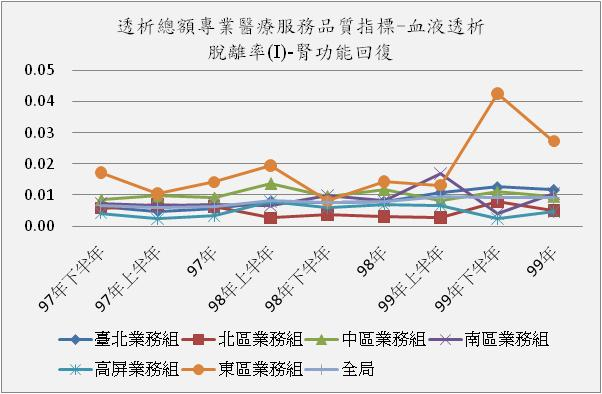 透析總額專業醫療服務品質指標-血液透析
脫離率(I)-腎功能回復
0.05
0.04
0.03
0.02
0.01
0.00
97年下半年
97年上半年
97年
98年上半年
98年下半年
98年
99年上半年
99年下半年
99年
臺北業務組 北區業務組 中區業務組 南區業務組
高屏業務組 東區業務組 全局